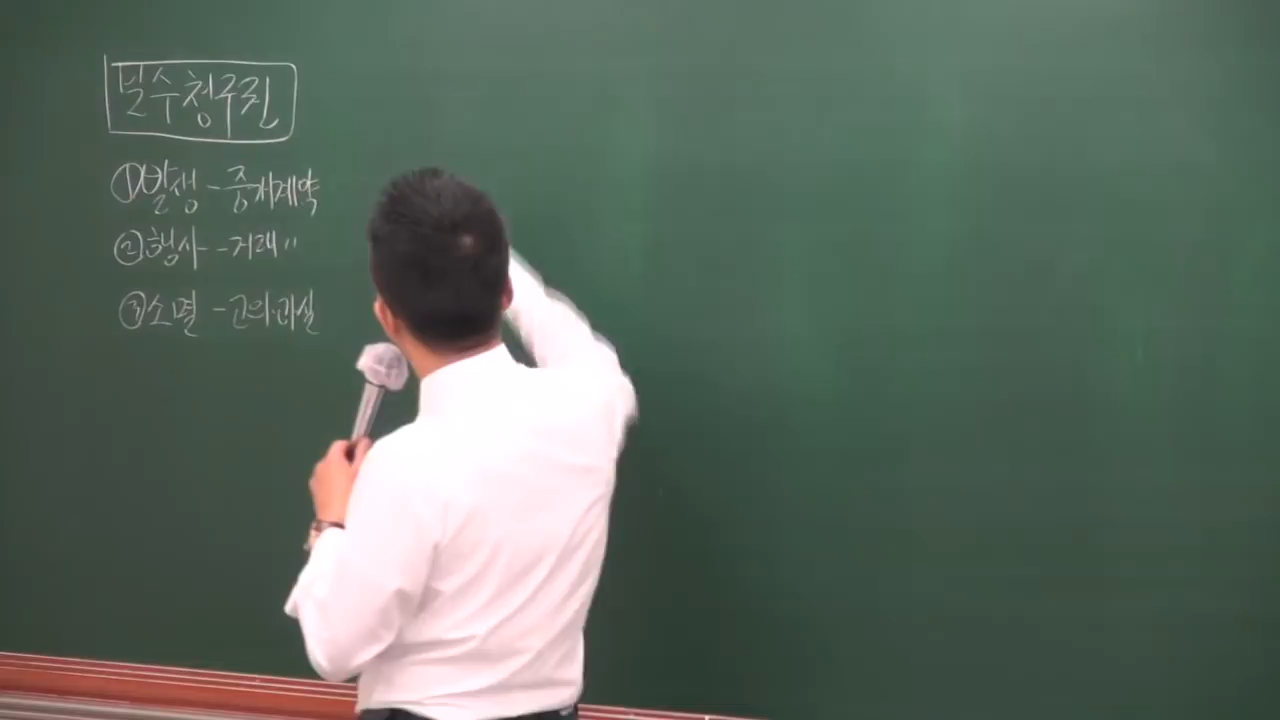 보수청구권
①발생 - 중개계약
②행사 - 거래 〃
③소멸 - 고의·과실